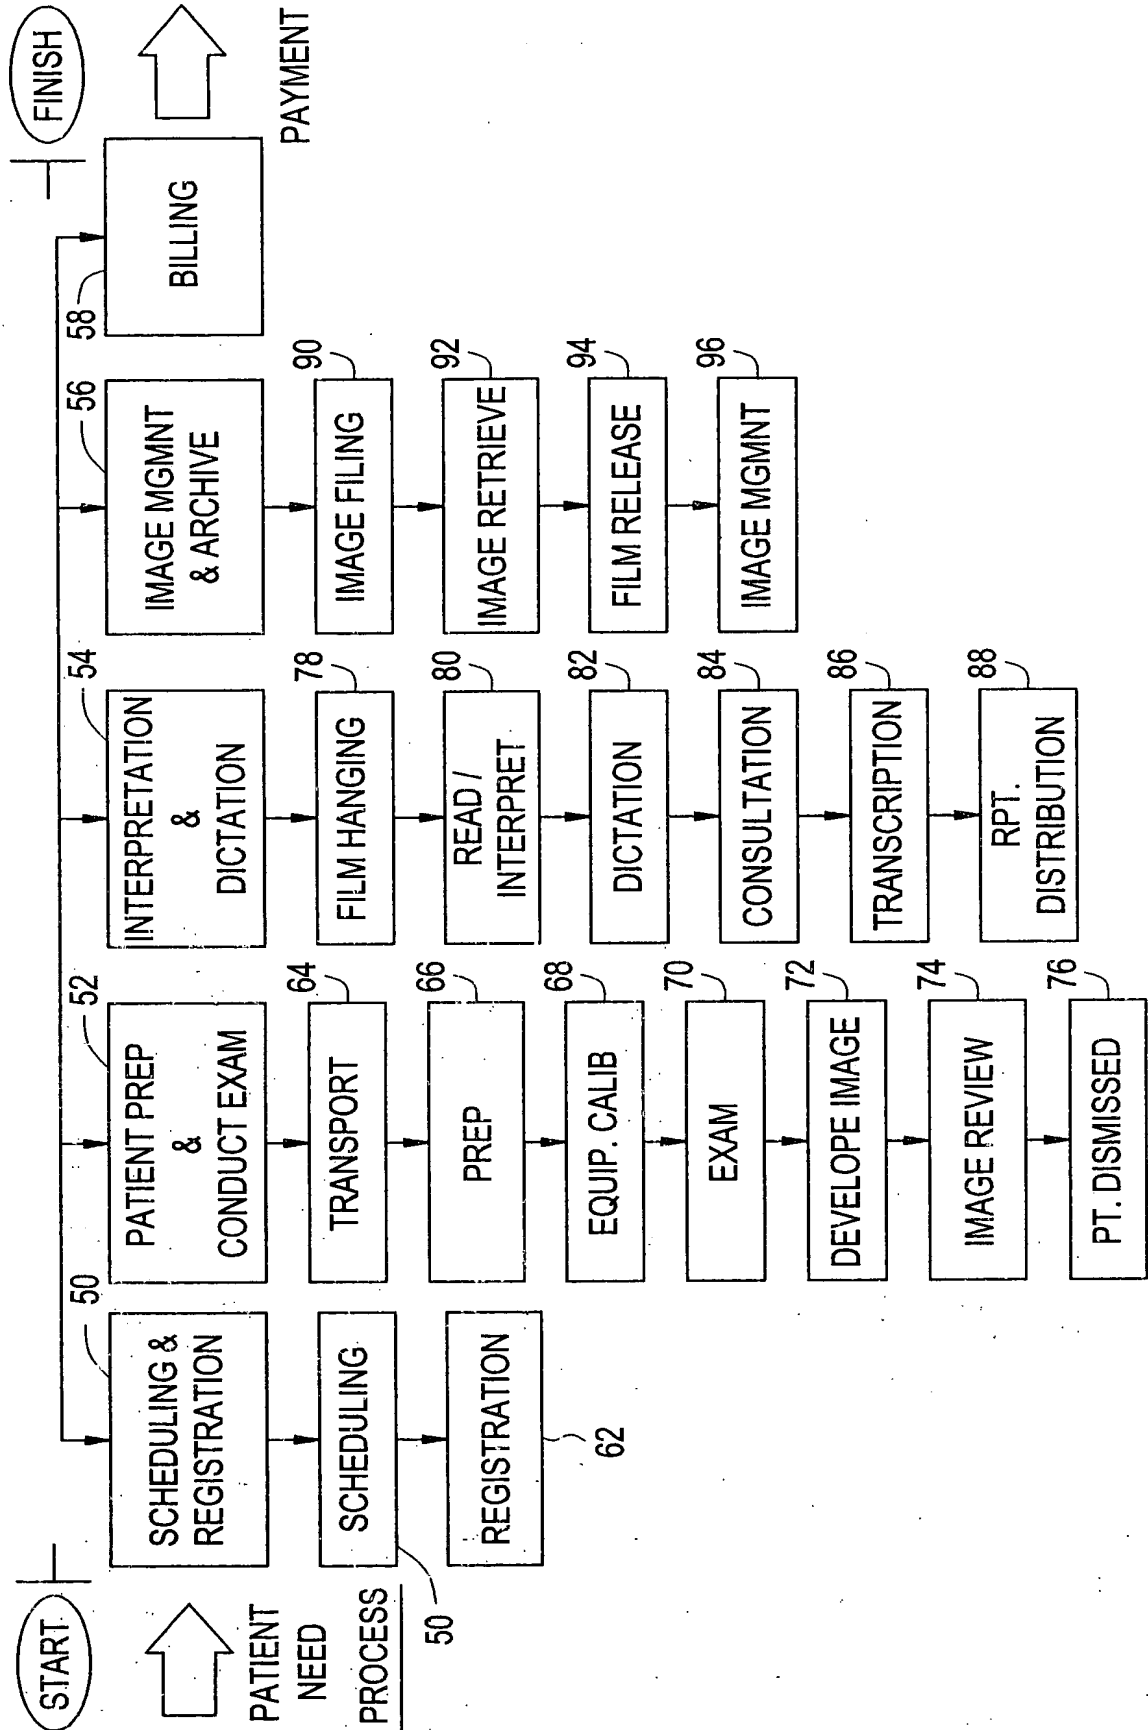 START
FINISH
PATIENT
NEED
PROCESS
PAYMENT
50
SCHEDULING &
REGISTRATION
SCHEDULING
50
REGISTRATION
62
52
PATIENT PREP
&
CONDUCT EXAM
64
TRANSPORT
66
PREP
68
EQUIP. CALIB
70
EXAM
72
DEVELOPE IMAGE
74
IMAGE REVIEW
76
PT. DISMISSED
54
INTERPRETATION
&
DICTATION
78
FILM HANGING
80
READ /
INTERPRET
82
DICTATION
84
CONSULTATION
86
TRANSCRIPTION
88
RPT.
DISTRIBUTION
56
IMAGE MGMNT
& ARCHIVE
90
IMAGE FILING
92
IMAGE RETRIEVE
94
FILM RELEASE
96
IMAGE MGMNT
58
BILLING